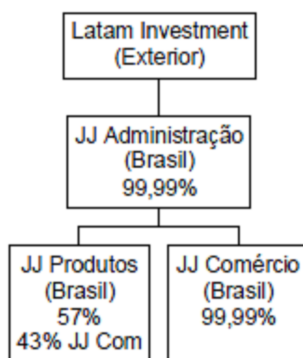 Latam Investment
(Exterior)
JJ Administração
(Brasil)
99,99%
JJ Produtos
(Brasil)
57%
43% JJ Com
JJ Comércio
(Brasil)
99,99%